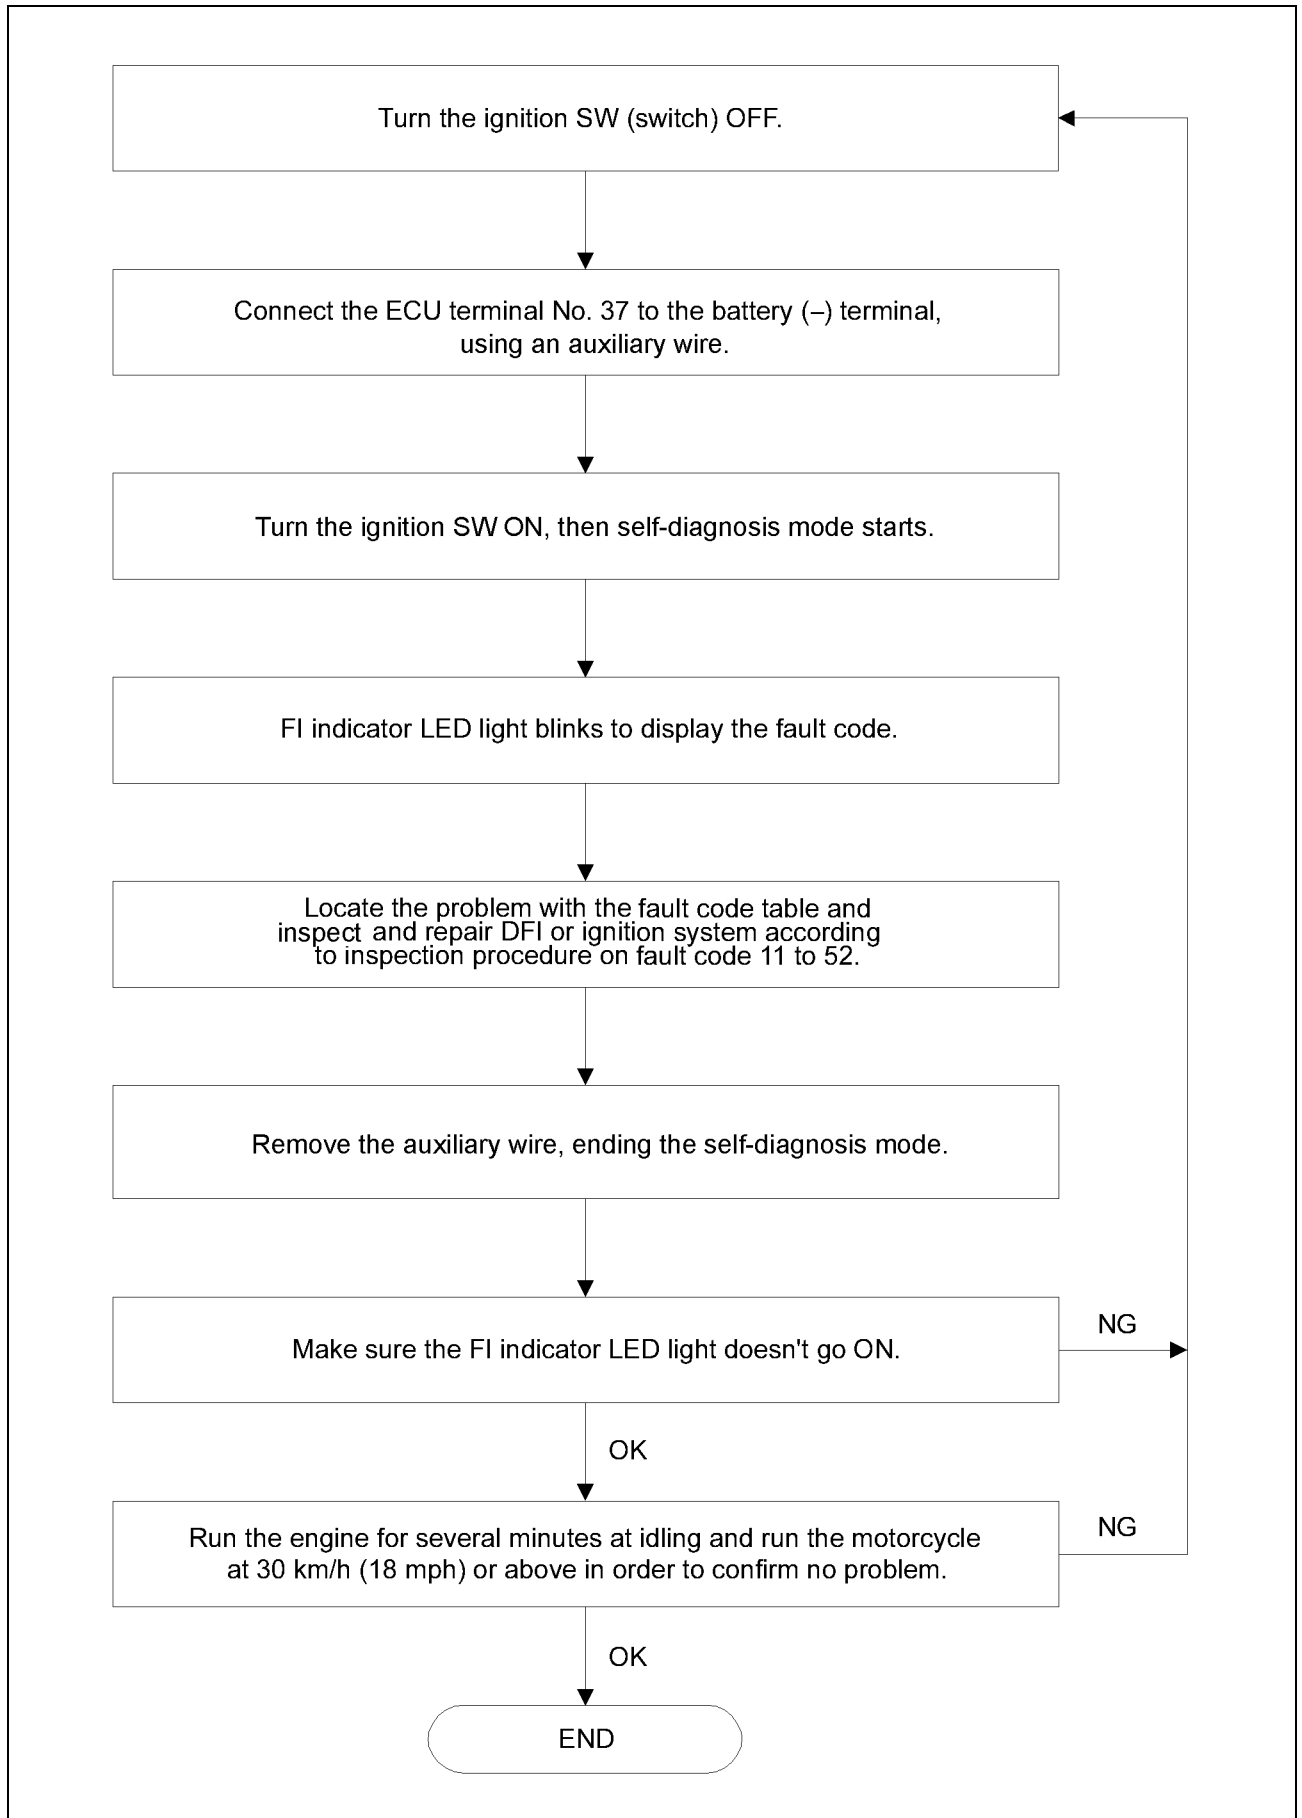 Turn the ignition SW (switch) OFF.
Connect the ECU terminal No. 37 to the battery (–) terminal,
using an auxiliary wire.
Turn the ignition SW ON, then self-diagnosis mode starts.
FI indicator LED light blinks to display the fault code.
Locate the problem with the fault code table and
inspect and repair DFI or ignition system according
to inspection procedure on fault code 11 to 52.
Remove the auxiliary wire, ending the self-diagnosis mode.
Make sure the FI indicator LED light doesn't go ON.
NG
OK
Run the engine for several minutes at idling and run the motorcycle
at 30 km/h (18 mph) or above in order to confirm no problem.
NG
OK
END